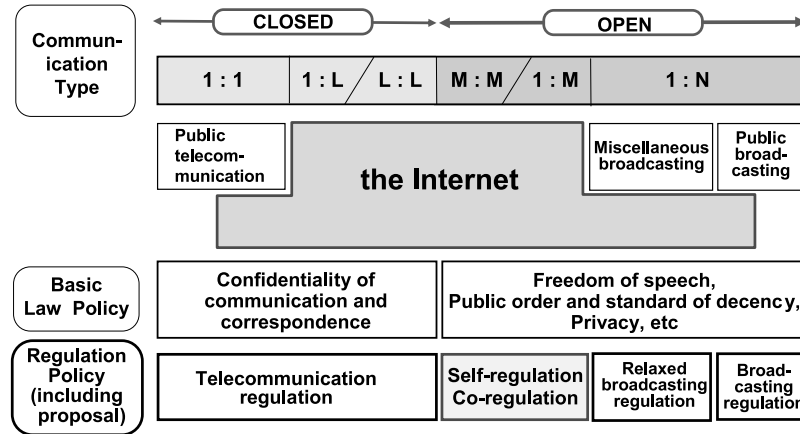 CLOSED
OPEN
Commun-
ication
Type
1 : 1
1 : L
L : L
M : M
1 : M
1 : N
Public
telecom-
munication
the Internet
Miscellaneous
broadcasting
Public
broad-
casting
Basic
Law Policy
Confidentiality of
communication and
correspondence
Freedom of speech,
Public order and standard of decency,
Privacy, etc
Regulation
Policy
(including
proposal)
Telecommunication
regulation
Self-regulation
Co-regulation
Relaxed
broadcasting
regulation
Broad-
casting
regulation